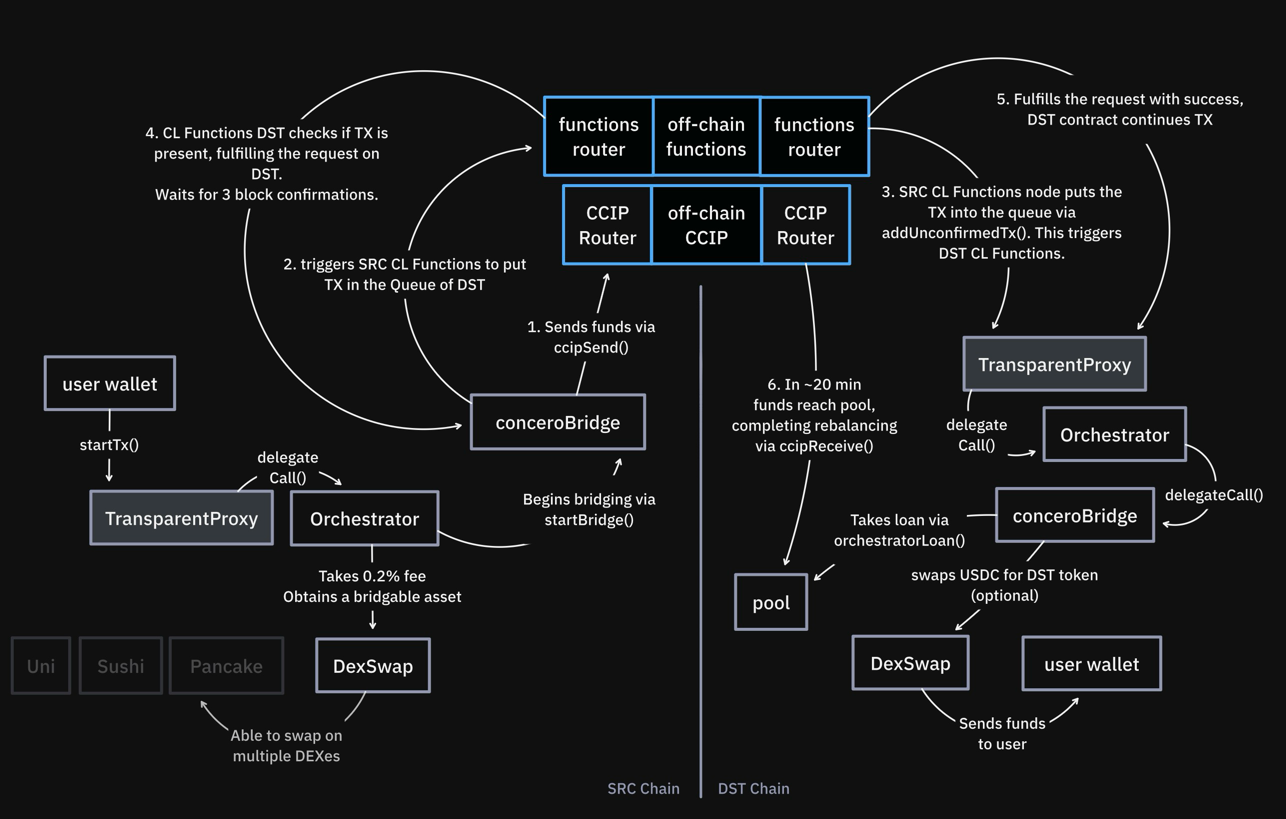 functions
router
off-chain
functions
functions
router
CCIP
Router
off-chain
CCIP
CCIP
Router
4. CL Functions DST checks if TX is
present, fulfilling the request on
DST.
Waits for 3 block confirmations.
5. Fulfills the request with success,
DST contract continues TX
3. SRC CL Functions node puts the
TX into the queue via
addUnconfirmedTx(). This triggers
DST CL Functions.
2. triggers SRC CL Functions to put
TX in the Queue of DST
1. Sends funds via
ccipSend()
user wallet
startTx()
TransparentProxy
delegate
Call()
Orchestrator
conceroBridge
Begins bridging via
startBridge()
Takes 0.2% fee
Obtains a bridgable asset
DexSwap
Uni
Sushi
Pancake
Able to swap on
multiple DEXes
6. In ~20 min
funds reach pool,
completing rebalancing
via ccipReceive()
TransparentProxy
delegate
Call()
Orchestrator
delegateCall()
conceroBridge
Takes loan via
orchestratorLoan()
pool
swaps USDC for DST token
(optional)
DexSwap
user wallet
Sends funds
to user
SRC Chain
DST Chain